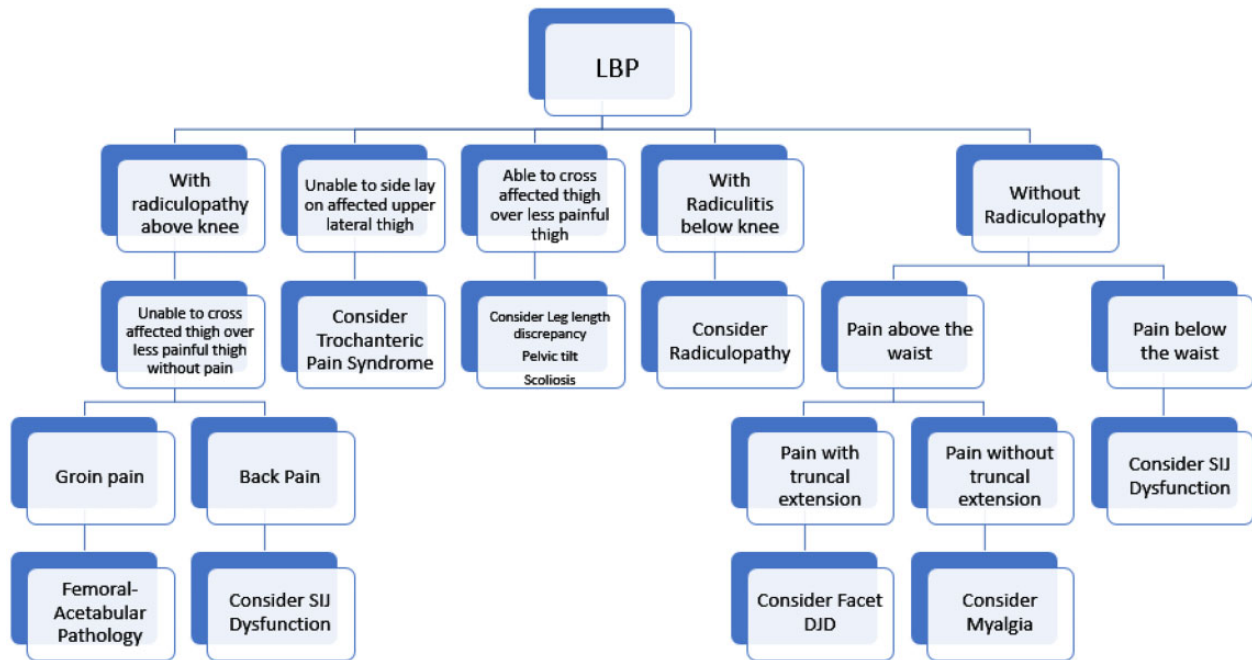 LBP
With
radiculopathy
above knee
Unable to side lay
on affected upper
lateral thigh
Able to cross
affected thigh
over less painful
thigh
With
Radiculitis
below knee
Without
Radiculopathy
Unable to cross
affected thigh over
less painful thigh
without pain
Consider
Trochanteric
Pain Syndrome
Consider Leg length
discrepancy
Pelvic tilt
Scoliosis
Consider
Radiculopathy
Pain above the
waist
Pain below
the waist
Groin pain
Back Pain
Pain with
truncal
extension
Pain without
truncal
extension
Consider SIJ
Dysfunction
Femoral-
Acetabular
Pathology
Consider SIJ
Dysfunction
Consider Facet
DJD
Consider
Myalgia